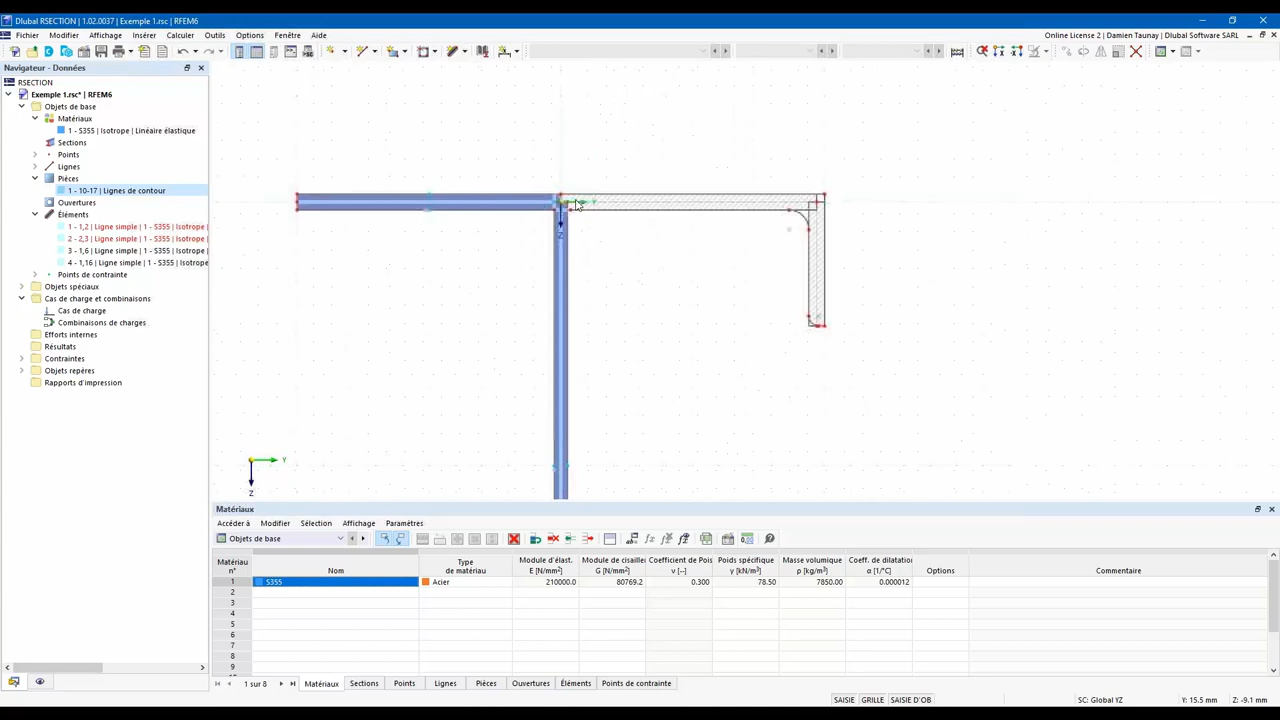 Dlubal RSECTION | 1.02.0037 | Exemple 1.rsc* | RFEM6
Fichier Modifier Affichage Insérer Calculer Outils Options Fenêtre Aide
Online License 2 | Damien Taunay | Dlubal Software SARL
Navigateur - Données
RSECTION
Exemple 1.rsc* | RFEM6
Objets de base
Matériaux
1 - S355 | Isotrope | Linéaire élastique
Sections
Points
Lignes
Pièces
1 - 10-17 | Lignes de contour
Ouvertures
Éléments
1 - 1,2 | Ligne simple | 1 - S355 | Isotrope |
2 - 2,3 | Ligne simple | 1 - S355 | Isotrope |
3 - 1,6 | Ligne simple | 1 - S355 | Isotrope |
4 - 1,16 | Ligne simple | 1 - S355 | Isotrop
Points de contrainte
Objets spéciaux
Cas de charge et combinaisons
Cas de charge
Combinaisons de charges
Efforts internes
Résultats
Contraintes
Objets repères
Rapports d'impression
Y
Z
Y
Z
Matériaux
Accéder à Modifier Sélection Affichage Paramètres
Objets de base
Matériau n° Nom Type de matériau Module d'élast. E [N/mm²] Module de cisaille G [N/mm²] Coefficient de Pois ν [--] Poids spécifique γ [kN/m³] Masse volumique ρ [kg/m³] Coeff. de dilatatio α [1/°C] Options Commentaire
1 S355 Acier 210000.0 80769.2 0.300 78.50 7850.00 0.000012
2
3
4
5
6
7
8
9
1 sur 8 Matériaux Sections Points Lignes Pièces Ouvertures Éléments Points de contrainte
SAISIE GRILLE SAISIE D'OB SC: Global YZ Y: 15.5 mm Z: -9.1 mm